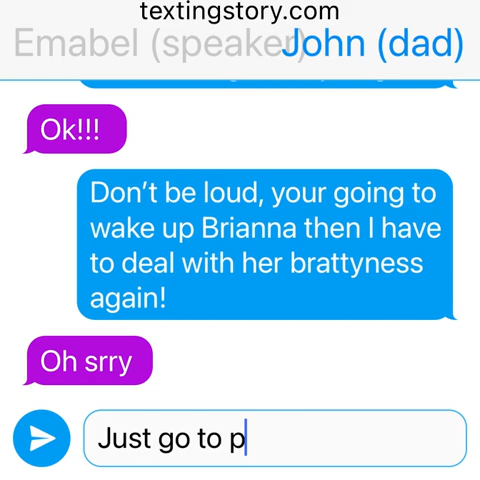 textingstory.com
Emabel (speaker) John (dad)
Ok!!!
Don't be loud, your going to
wake up Brianna then I have
to deal with her brattyness
again!
Oh srry
Just go to p